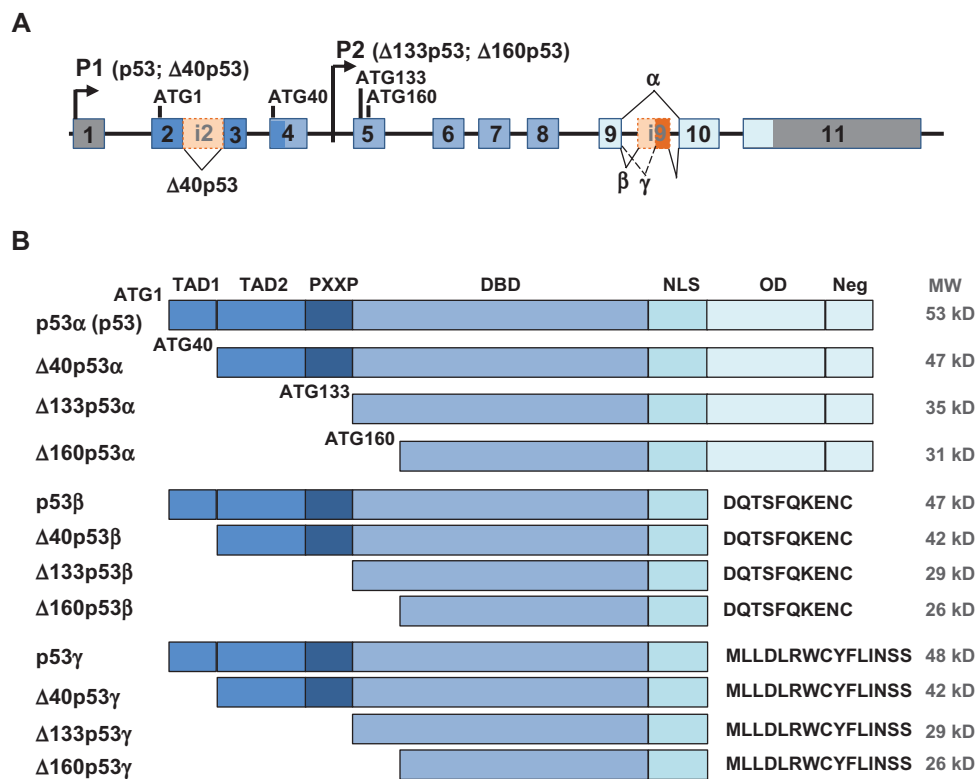 A
P1 (p53; Δ40p53)
P2 (Δ133p53; Δ160p53)
ATG1
ATG40
ATG133
ATG160
α
1 2 i2 3 4 5 6 7 8 9 i9 10 11
Δ40p53
β γ
B
TAD1 TAD2 PXXP DBD NLS OD Neg MW
ATG1
p53α (p53) 53 kD
ATG40
Δ40p53α 47 kD
ATG133
Δ133p53α 35 kD
ATG160
Δ160p53α 31 kD
p53β DQTSFQKENC 47 kD
Δ40p53β DQTSFQKENC 42 kD
Δ133p53β DQTSFQKENC 29 kD
Δ160p53β DQTSFQKENC 26 kD
p53γ MLLDLRWCYFLINSS 48 kD
Δ40p53γ MLLDLRWCYFLINSS 42 kD
Δ133p53γ MLLDLRWCYFLINSS 29 kD
Δ160p53γ MLLDLRWCYFLINSS 26 kD